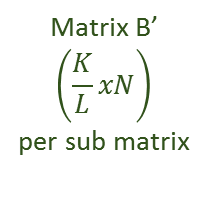 Matrix B’
(K/L xN)
per sub matrix